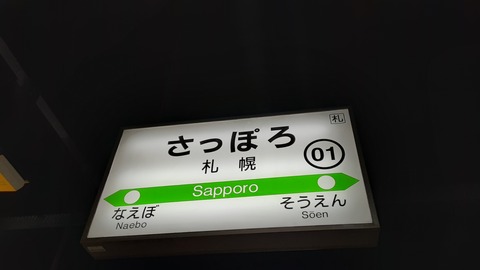 札
さっぽろ
札幌
01
Sapporo
なえぼ
Naebo
そうえん
Sōen